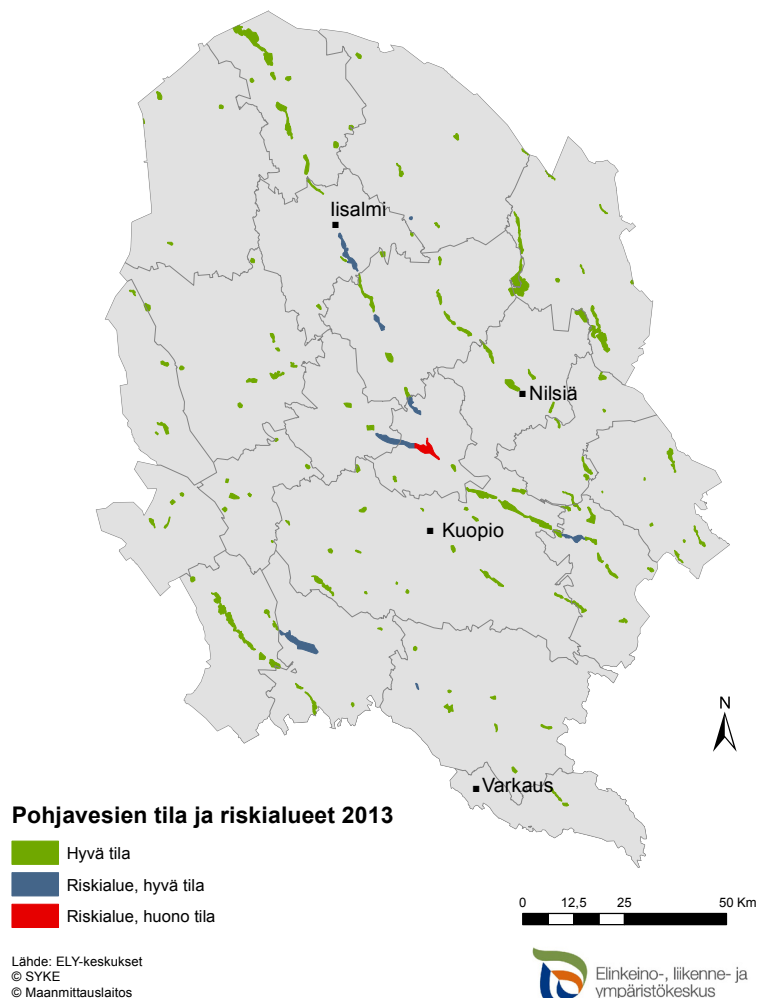 Iisalmi
Nilsiä
Kuopio
N
Varkaus
Pohjavesien tila ja riskialueet 2013
Hyvä tila
Riskialue, hyvä tila
Riskialue, huono tila
0 12,5 25 50 Km
Lähde: ELY-keskukset
© SYKE
© Maanmittauslaitos
Elinkeino-, liikenne- ja
ympäristökeskus